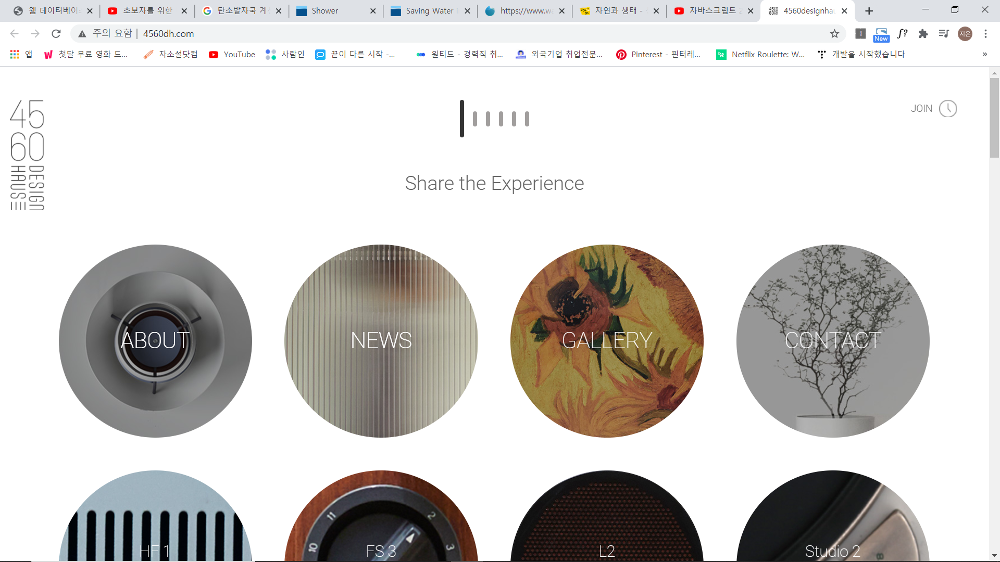 웹 데이터베이스
초보자를 위한
탄소발자국 계산
Shower
Saving Water i
https://www.wa
자연과 생태 -
자바스크립트 2
4560designhau
주의 요함
4560dh.com
New
f?
지은
앱
첫달 무료 영화 드...
자소설닷컴
YouTube
사람인
끝이 다른 시작 -...
원티드 - 경력직 취...
외국기업 취업전문...
Pinterest - 핀터레...
Netflix Roulette: W...
개발을 시작했습니다
»
45
60
DESIGN
HAUSE
JOIN
Share the Experience
ABOUT
NEWS
GALLERY
CONTACT
11
2
10
3
8
HF 1
FS 3
L2
Studio 2